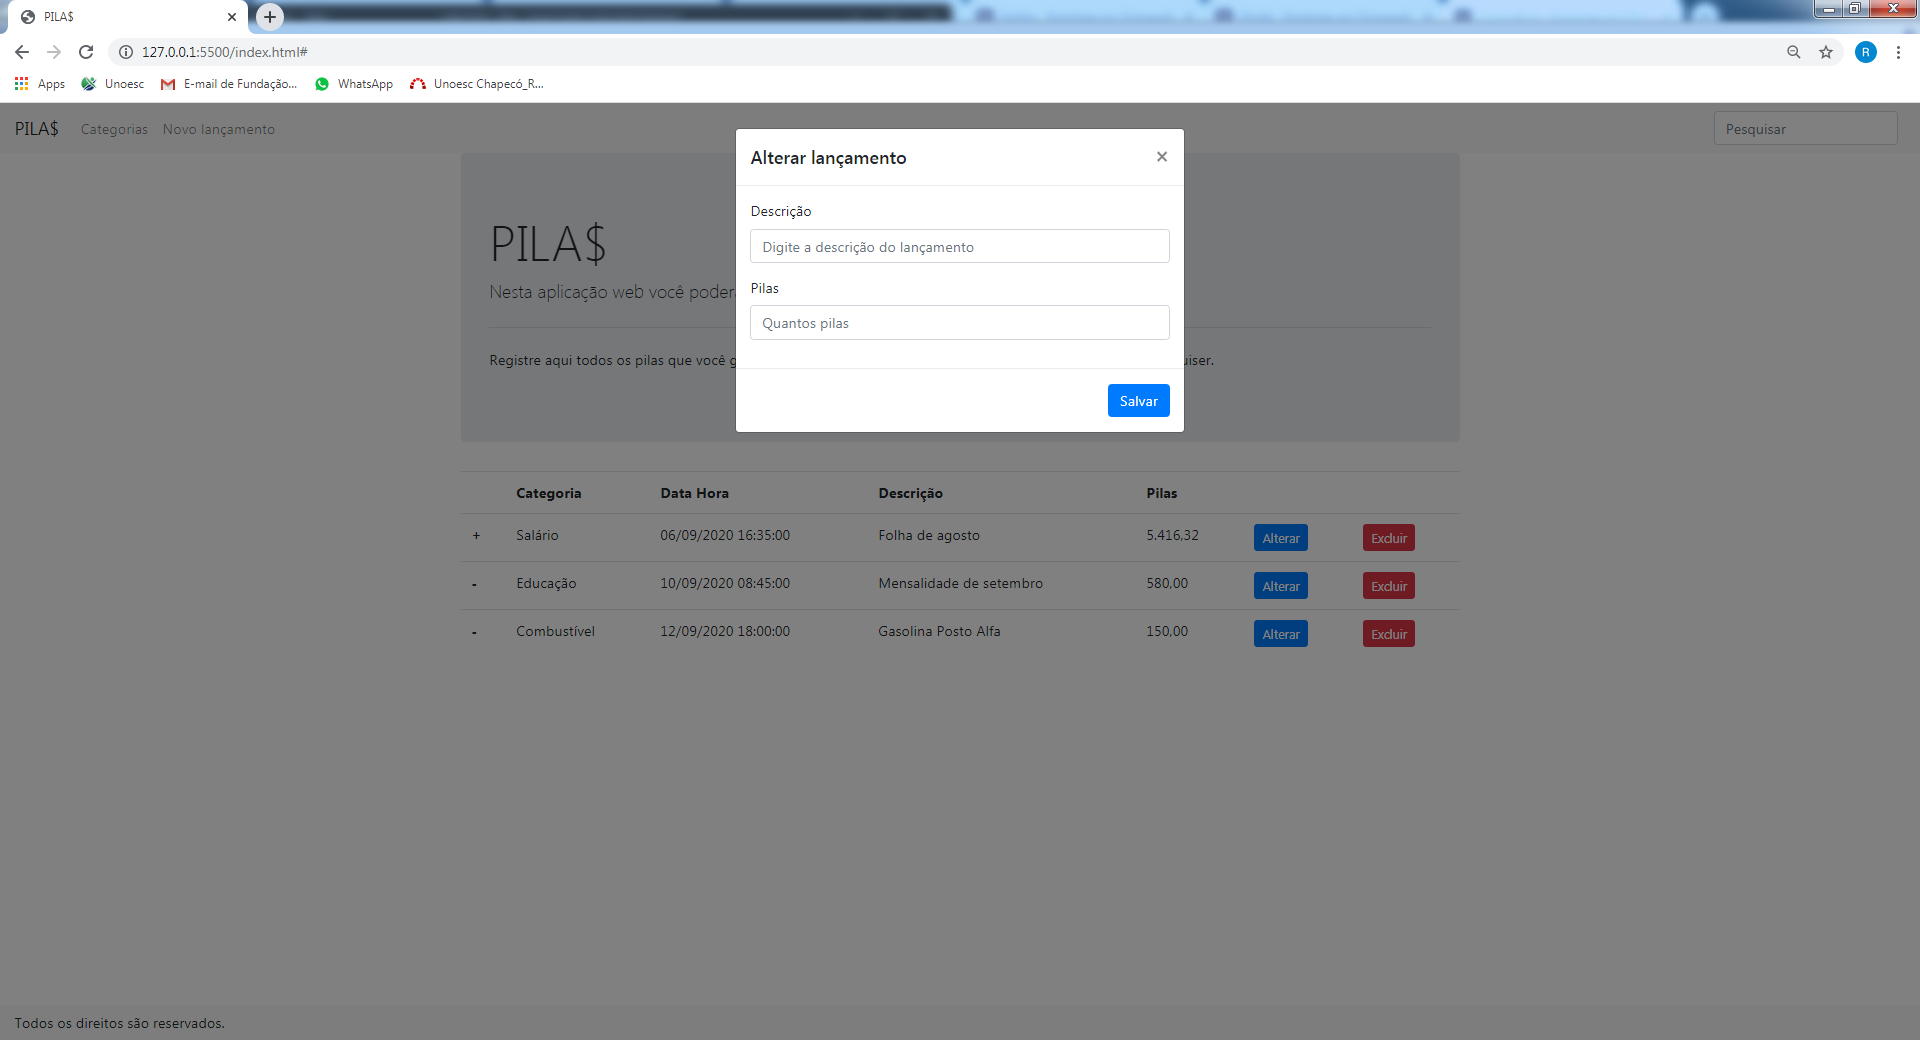 PILA$
127.0.0.1:5500/index.html#
R
Apps Unoesc E-mail de Fundação... WhatsApp Unoesc Chapecó_R...
PILA$ Categorias Novo lançamento Pesquisar
Alterar lançamento ×
Descrição
Digite a descrição do lançamento
Pilas
Quantos pilas
Salvar
PILA$
Nesta aplicação web você
Registre aqui todos os pilas que você
Categoria Data Hora Descrição Pilas
+ Salário 06/09/2020 16:35:00 Folha de agosto 5.416,32 Alterar Excluir
- Educação 10/09/2020 08:45:00 Mensalidade de setembro 580,00 Alterar Excluir
- Combustível 12/09/2020 18:00:00 Gasolina Posto Alfa 150,00 Alterar Excluir
Todos os direitos são reservados.